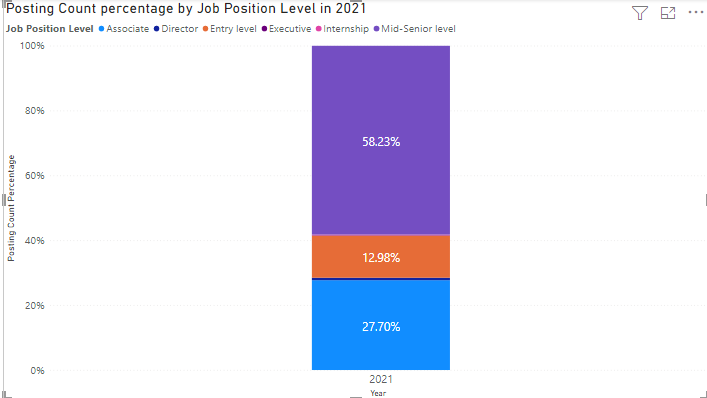 Posting Count percentage by Job Position Level in 2021
Job Position Level Associate Director Entry level Executive Internship Mid-Senior level
100%
80%
60%
40%
20%
0%
Posting Count Percentage
58.23%
12.98%
27.70%
2021
Year